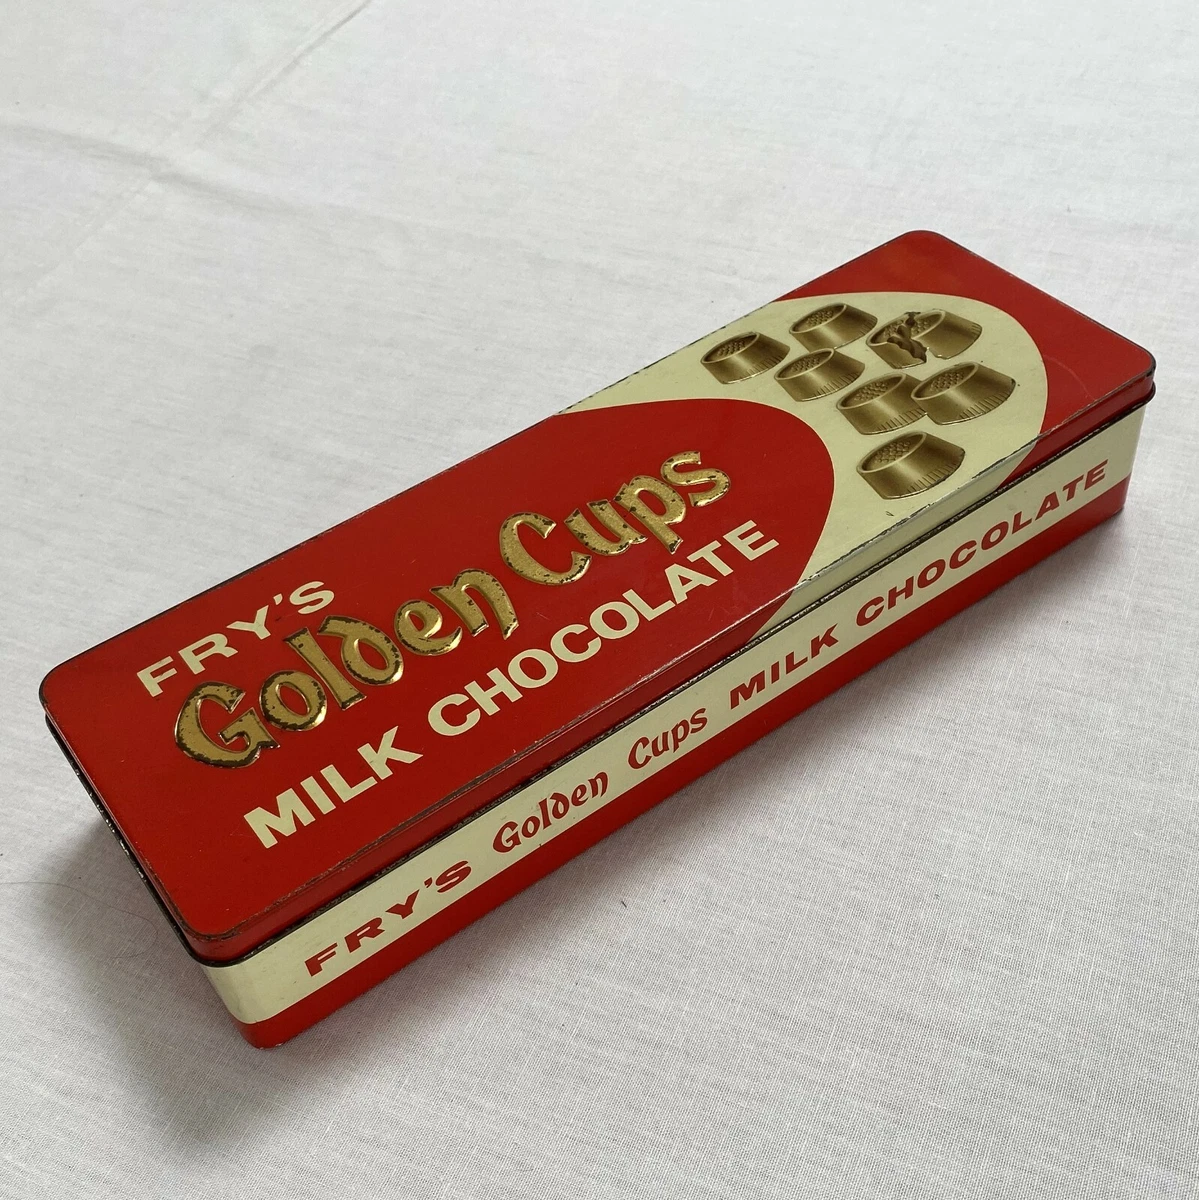 FRY'S
Golden Cups
MILK CHOCOLATE
FRY'S Golden Cups MILK CHOCOLATE